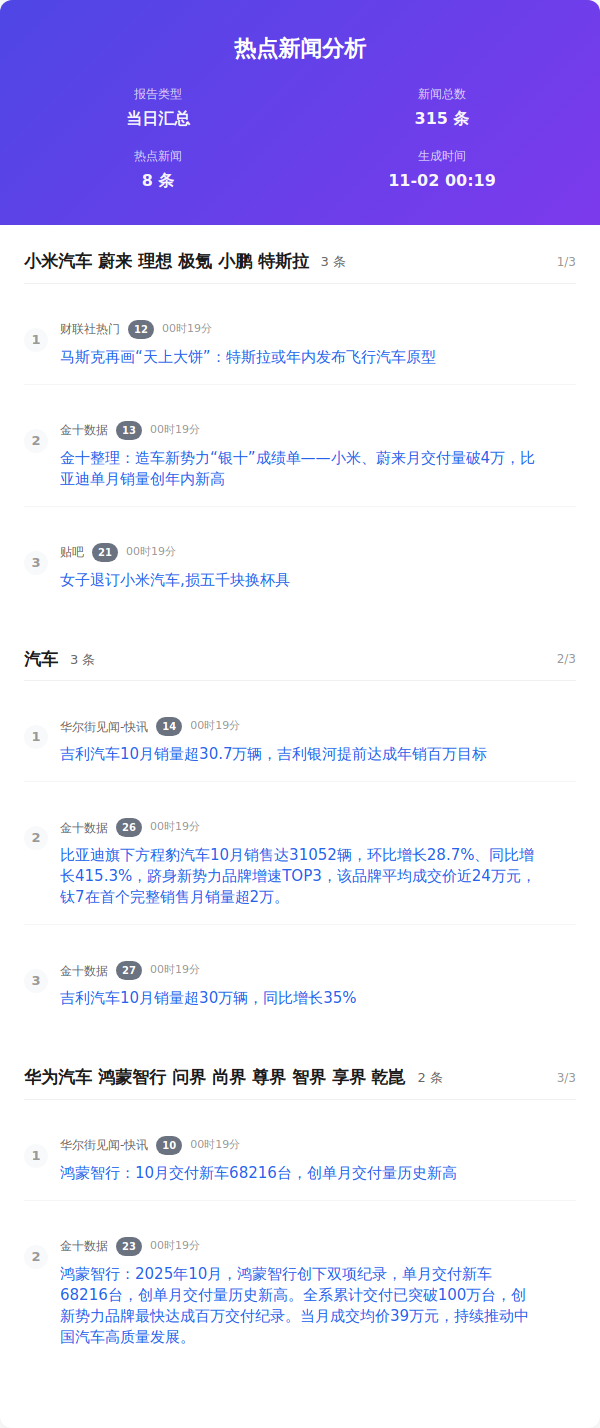 热点新闻分析
报告类型
当日汇总
新闻总数
315 条
热点新闻
8 条
生成时间
11-02 00:19
小米汽车 蔚来 理想 极氪 小鹏 特斯拉 3 条 1/3
1
财联社热门 12 00时19分
马斯克再画“天上大饼”：特斯拉或年内发布飞行汽车原型
2
金十数据 13 00时19分
金十整理：造车新势力“银十”成绩单——小米、蔚来月交付量破4万，比
亚迪单月销量创年内新高
3
贴吧 21 00时19分
女子退订小米汽车,损五千块换杯具
汽车 3 条 2/3
1
华尔街见闻-快讯 14 00时19分
吉利汽车10月销量超30.7万辆，吉利银河提前达成年销百万目标
2
金十数据 26 00时19分
比亚迪旗下方程豹汽车10月销售达31052辆，环比增长28.7%、同比增
长415.3%，跻身新势力品牌增速TOP3，该品牌平均成交价近24万元，
钛7在首个完整销售月销量超2万。
3
金十数据 27 00时19分
吉利汽车10月销量超30万辆，同比增长35%
华为汽车 鸿蒙智行 问界 尚界 尊界 智界 享界 乾崑 2 条 3/3
1
华尔街见闻-快讯 10 00时19分
鸿蒙智行：10月交付新车68216台，创单月交付量历史新高
2
金十数据 23 00时19分
鸿蒙智行：2025年10月，鸿蒙智行创下双项纪录，单月交付新车
68216台，创单月交付量历史新高。全系累计交付已突破100万台，创
新势力品牌最快达成百万交付纪录。当月成交均价39万元，持续推动中
国汽车高质量发展。